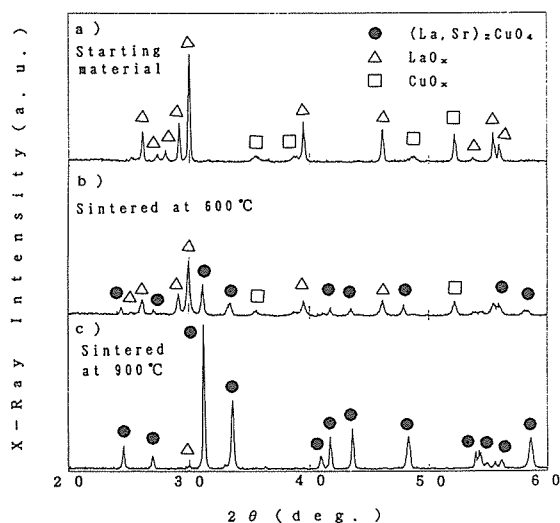 a)
Starting
material
(La,Sr)₂CuO₄
LaOₓ
CuOₓ
b)
Sintered at 600℃
c)
Sintered
at 900℃
X-Ray Intensity(a.u.)
20 30 40 50 60
2θ(deg.)